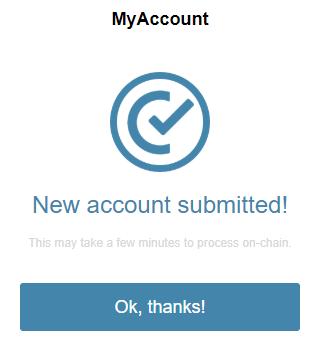 MyAccount
New account submitted!
This may take a few minutes to process on-chain.
Ok, thanks!